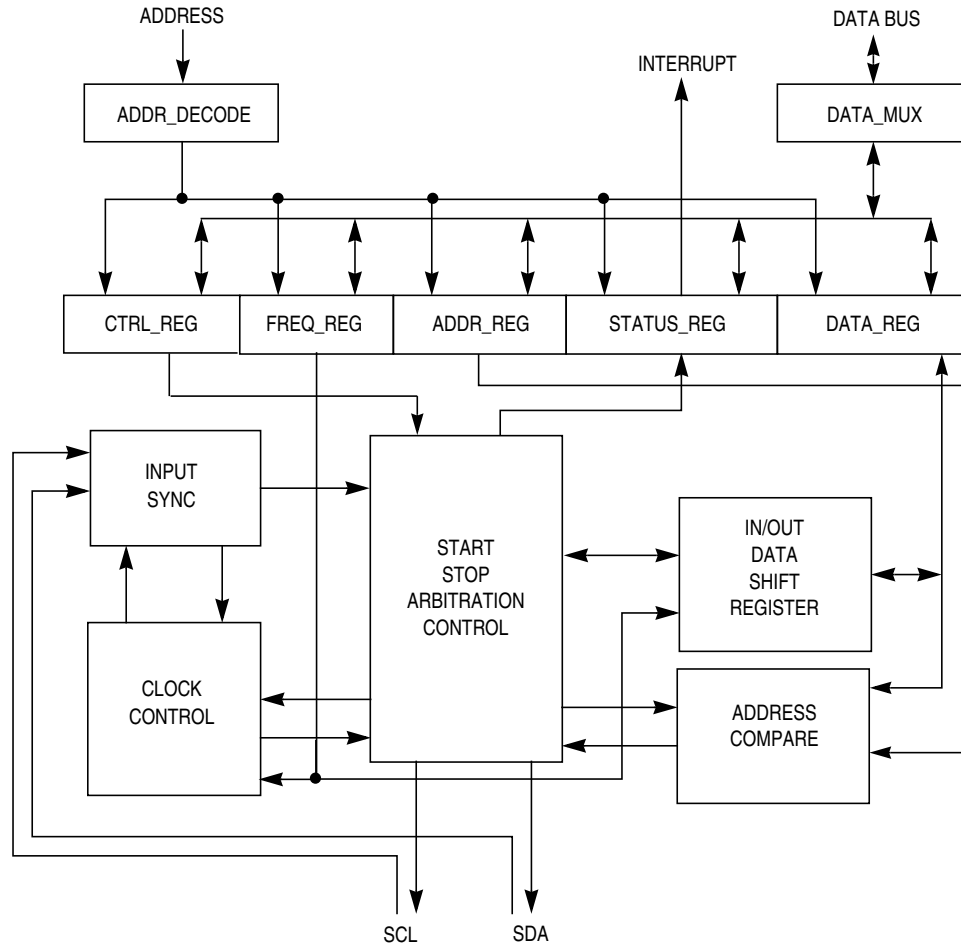 ADDRESS
DATA BUS
INTERRUPT
ADDR_DECODE
DATA_MUX
CTRL_REG
FREQ_REG
ADDR_REG
STATUS_REG
DATA_REG
INPUT
SYNC
START
STOP
ARBITRATION
CONTROL
IN/OUT
DATA
SHIFT
REGISTER
CLOCK
CONTROL
ADDRESS
COMPARE
SCL
SDA